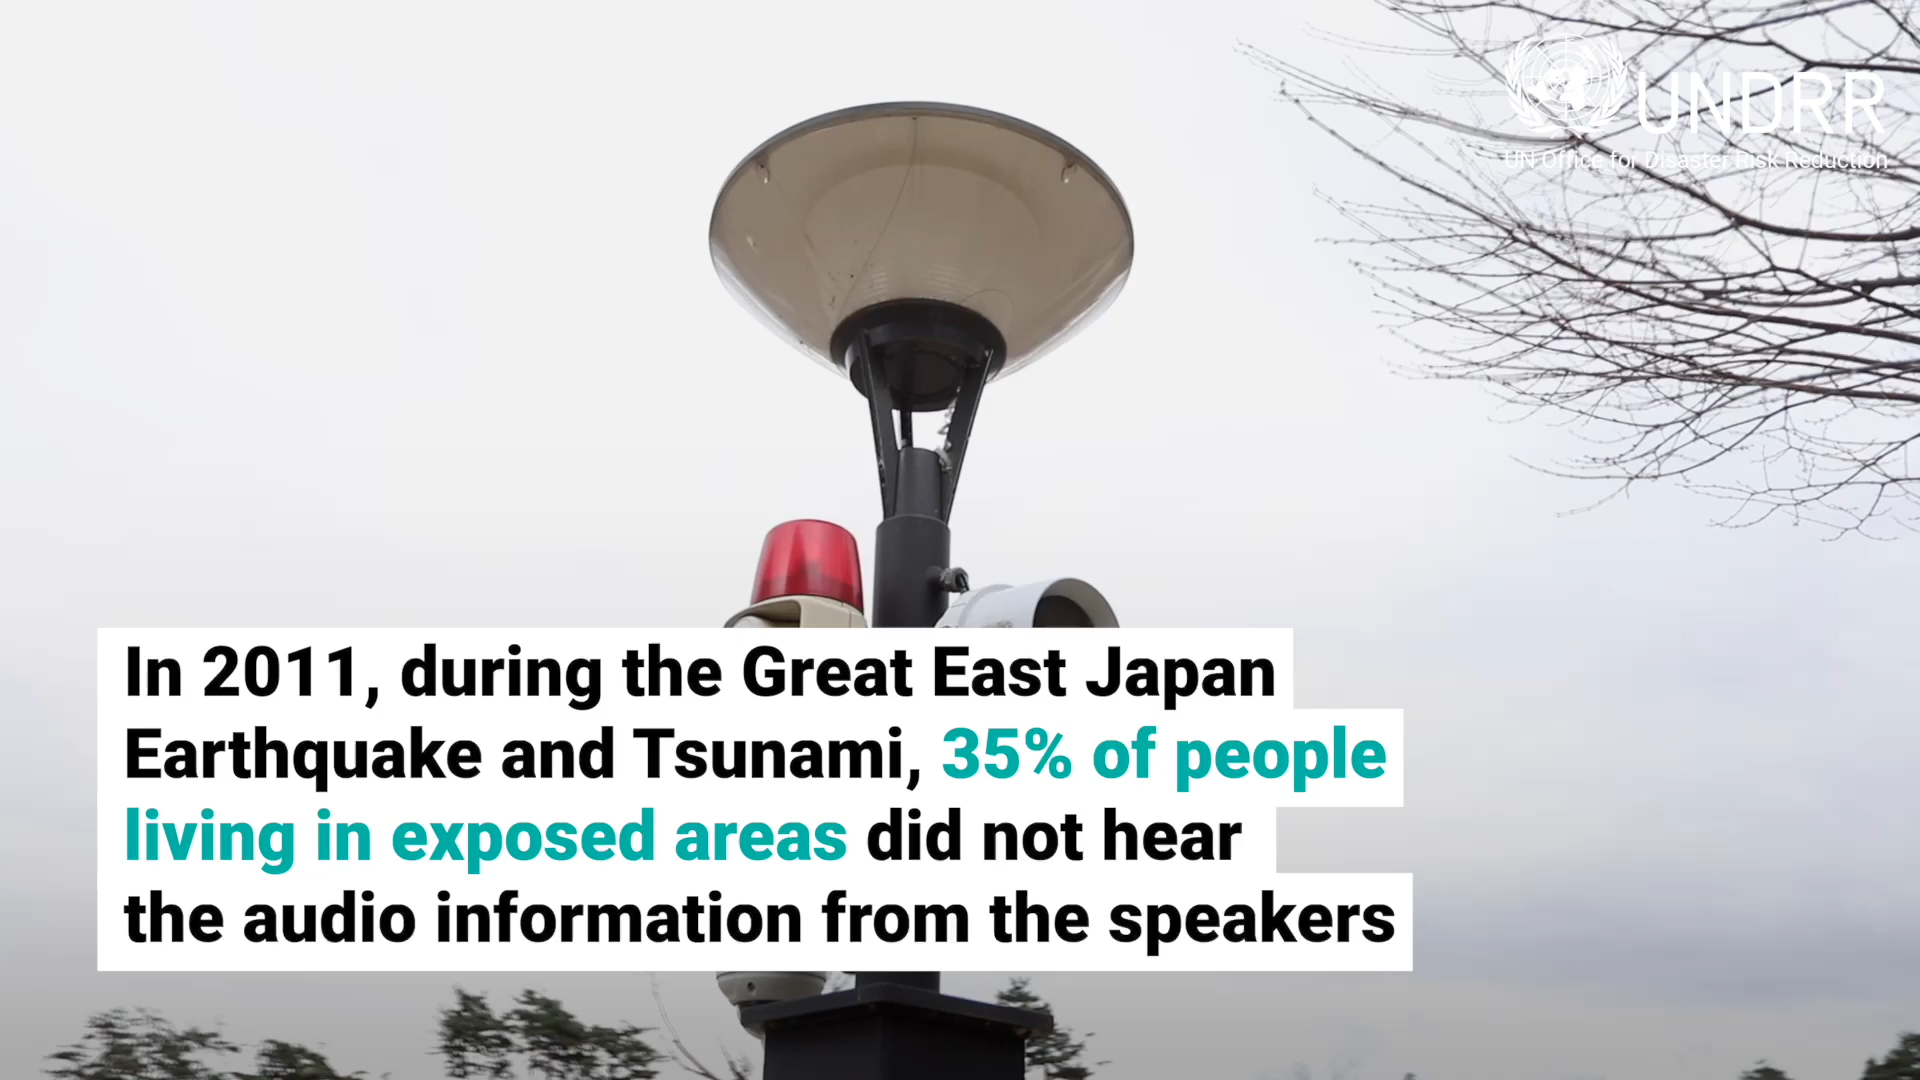 UNDRR
UN Office for Disaster Risk Reduction
In 2011, during the Great East Japan
Earthquake and Tsunami, 35% of people
living in exposed areas did not hear
the audio information from the speakers